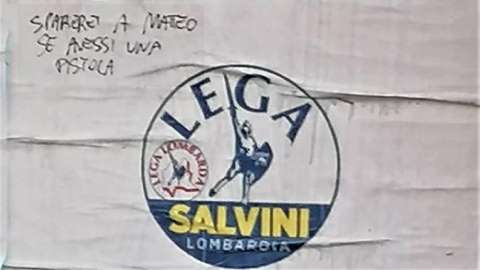 SPAREREI A MATTEO
SE AVESSI UNA
PISTOLA
LEGA
LEGA LOMBARDA
SALVINI
LOMBARDIA